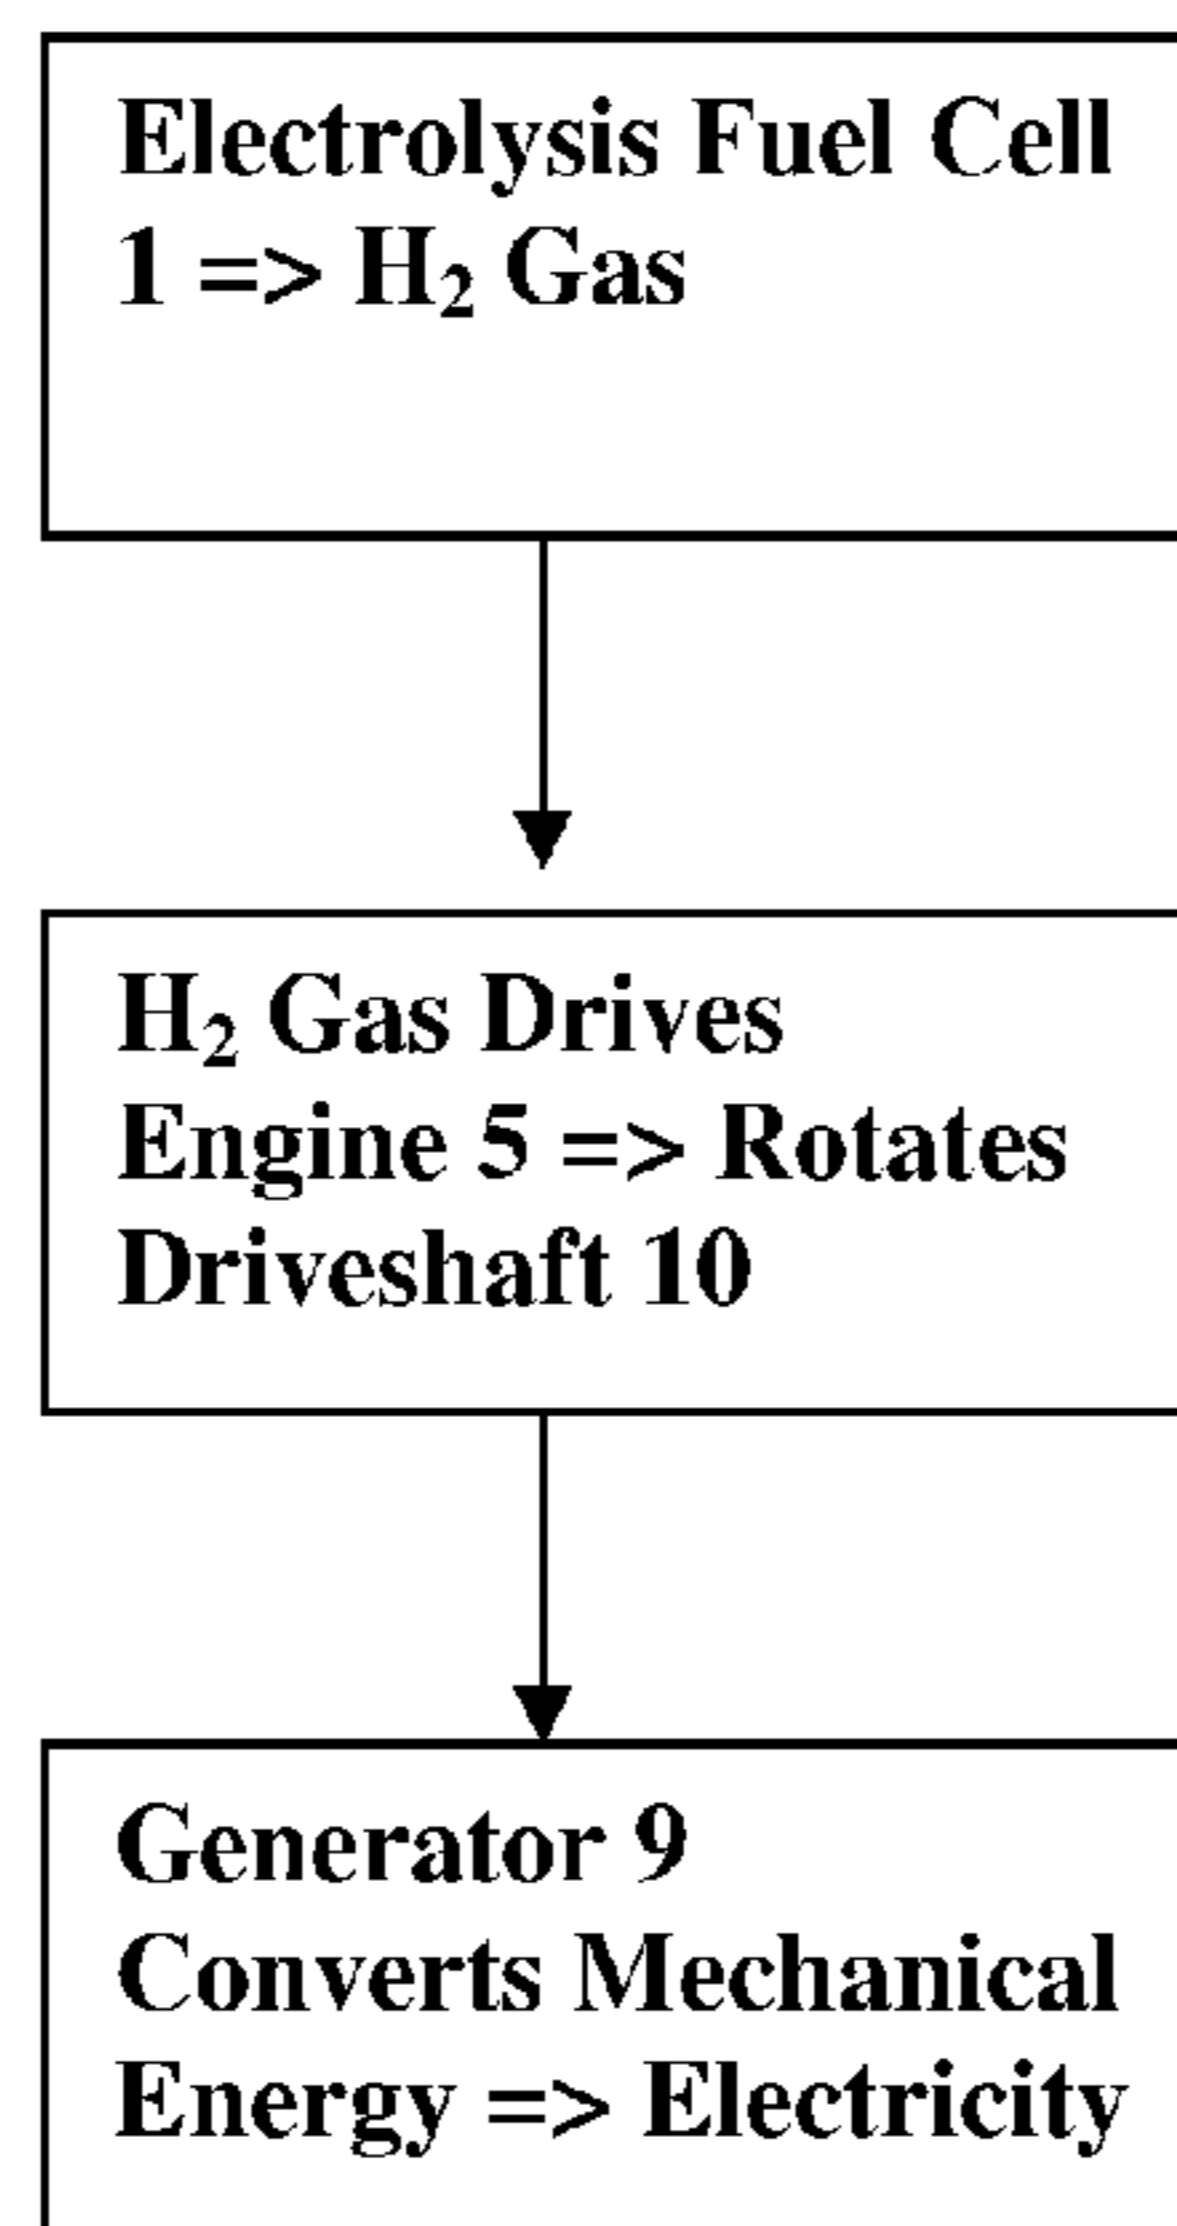 Electrolysis Fuel Cell
1 => H₂ Gas
H₂ Gas Drives
Engine 5 => Rotates
Driveshaft 10
Generator 9
Converts Mechanical
Energy => Electricity